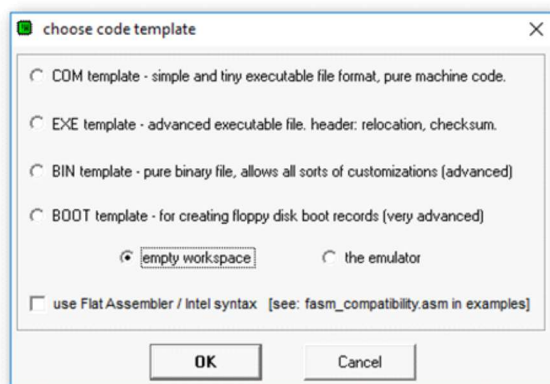 choose code template
COM template - simple and tiny executable file format, pure machine code.
EXE template - advanced executable file. header: relocation, checksum.
BIN template - pure binary file, allows all sorts of customizations (advanced)
BOOT template - for creating floppy disk boot records (very advanced)
empty workspace the emulator
use Flat Assembler / Intel syntax [see: fasm_compatibility.asm in examples]
OK Cancel